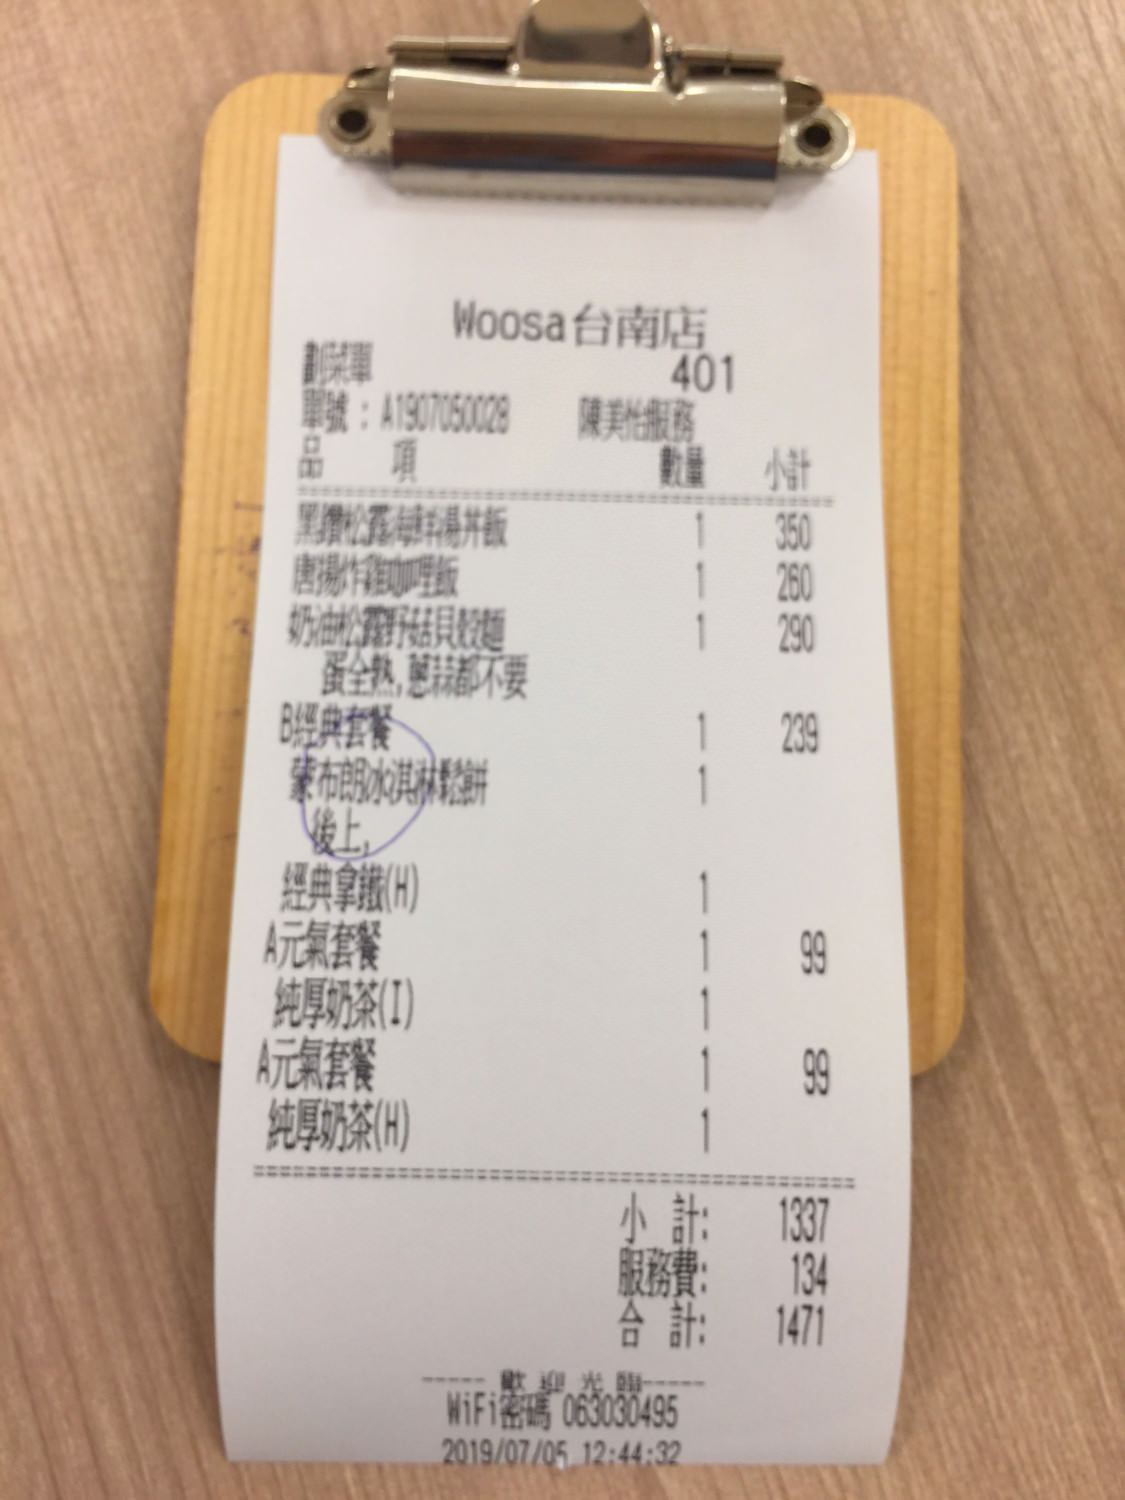 Woosa台南店
劃菜單 401
單號：A1907050028 陳美怡服務
品 項 數量 小計
黑鑽松露海鮮湯丼飯 1 350
唐揚炸雞咖哩飯 1 260
奶油松露野菇貝殼麵 1 290
蛋全熟,蔥蒜都不要
B經典套餐 1 239
蒙布朗冰淇淋鬆餅 1
後上,
經典拿鐵(H) 1
A元氣套餐 1 99
純厚奶茶(I) 1
A元氣套餐 1 99
純厚奶茶(H) 1
小 計: 1337
服務費: 134
合 計: 1471
-----歡 迎 光 臨-----
WiFi密碼 063030495
2019/07/05 12:44:32